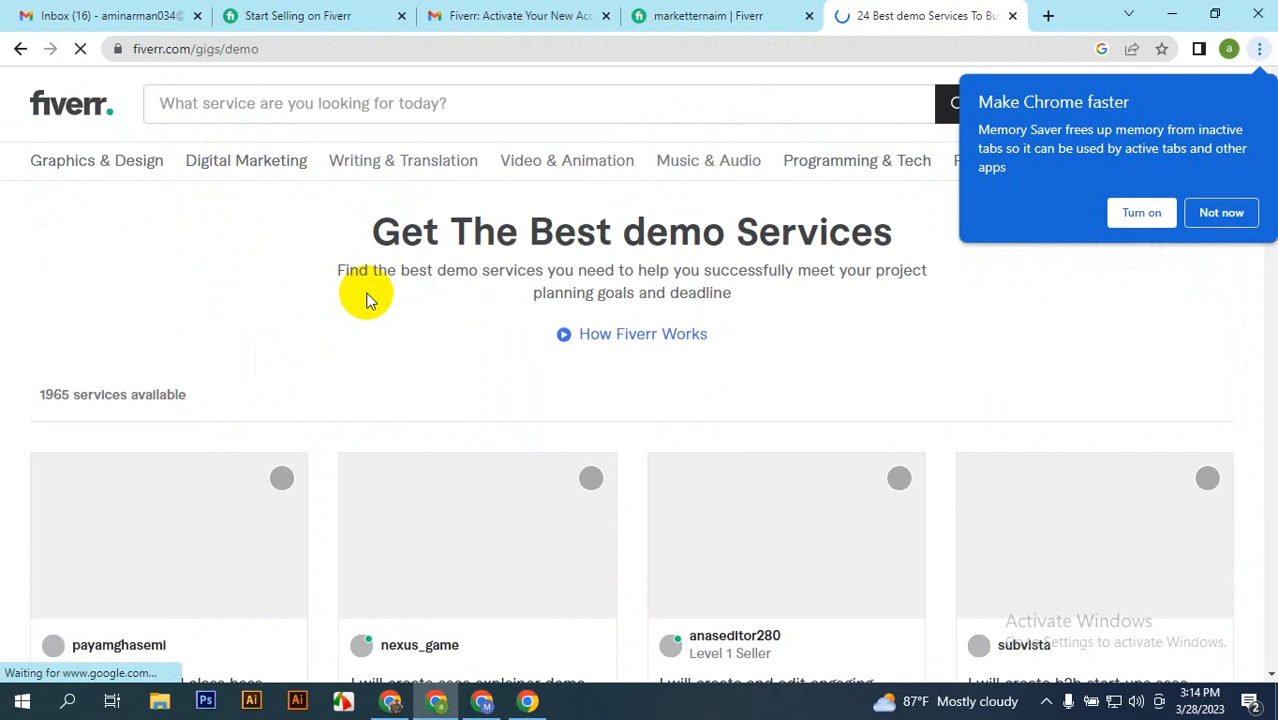 Inbox (16) - aminarman034@
Start Selling on Fiverr
Fiverr: Activate Your New Acc
marketternaim | Fiverr
24 Best demo Services To Bu
fiverr.com/gigs/demo
a
Make Chrome faster
Memory Saver frees up memory from inactive
tabs so it can be used by active tabs and other
apps
Turn on
Not now
fiverr.
What service are you looking for today?
Graphics & Design
Digital Marketing
Writing & Translation
Video & Animation
Music & Audio
Programming & Tech
Get The Best demo Services
Find the best demo services you need to help you successfully meet your project
planning goals and deadline
How Fiverr Works
1965 services available
payamghasemi
nexus_game
anaseditor280
Level 1 Seller
subvista
Activate Windows
Go to Settings to activate Windows.
Waiting for www.google.com...
Ps
Ai
Ai
a
M
87°F Mostly cloudy
3:14 PM
3/28/2023
2